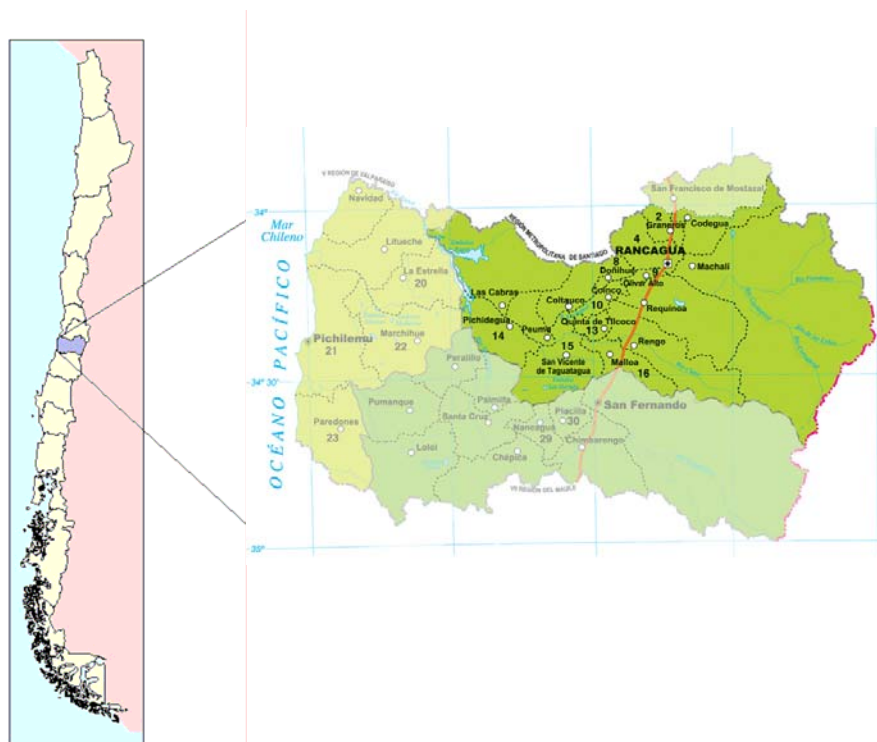 V REGIÓN DE VALPARAÍSO
San Francisco de Mostazal
Navidad
34°
2
Codegua
Graneros
Mar
Chileno
REGIÓN METROPOLITANA DE SANTIAGO
4
Litueche
RANCAGUA
8
Machalí
La Estrella
20
Doñihue
9
Olivar Alto
Las Cabras
Coinco
10
Coltauco
Requínoa
Pichidegua
14
Quinta de Tilcoco
13
Peumo
Marchihue
22
Pichilemu
21
15
Rengo
San Vicente
de Taguatagua
Malloa
16
Peralillo
34° 30'
OCÉANO PACÍFICO
Pumanque
Palmilla
Placilla
30
San Fernando
Santa Cruz
Nancagua
29
Paredones
23
Chimbarongo
Lolol
Chépica
VII REGIÓN DEL MAULE
35°